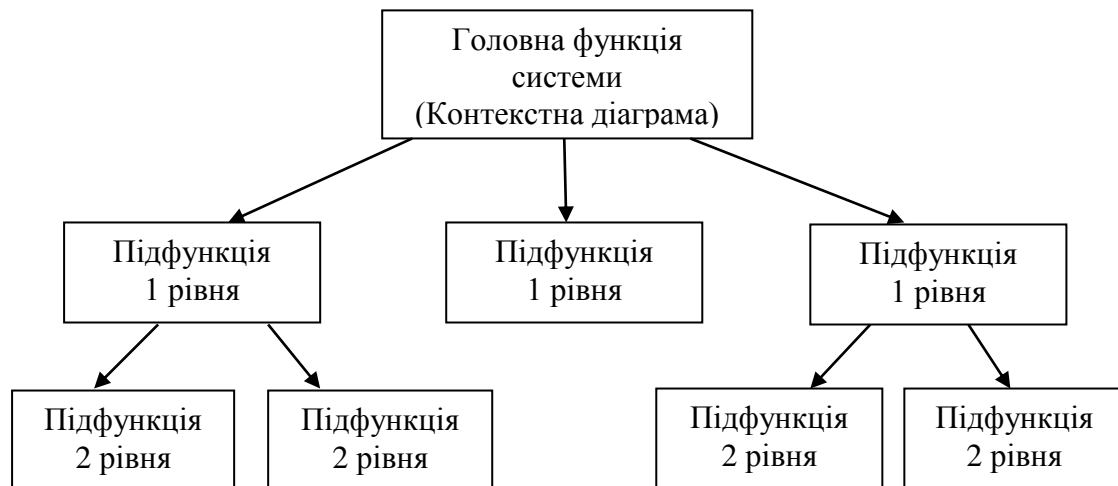 Головна функція
системи
(Контекстна діаграма)
Підфункція
1 рівня
Підфункція
1 рівня
Підфункція
1 рівня
Підфункція
2 рівня
Підфункція
2 рівня
Підфункція
2 рівня
Підфункція
2 рівня